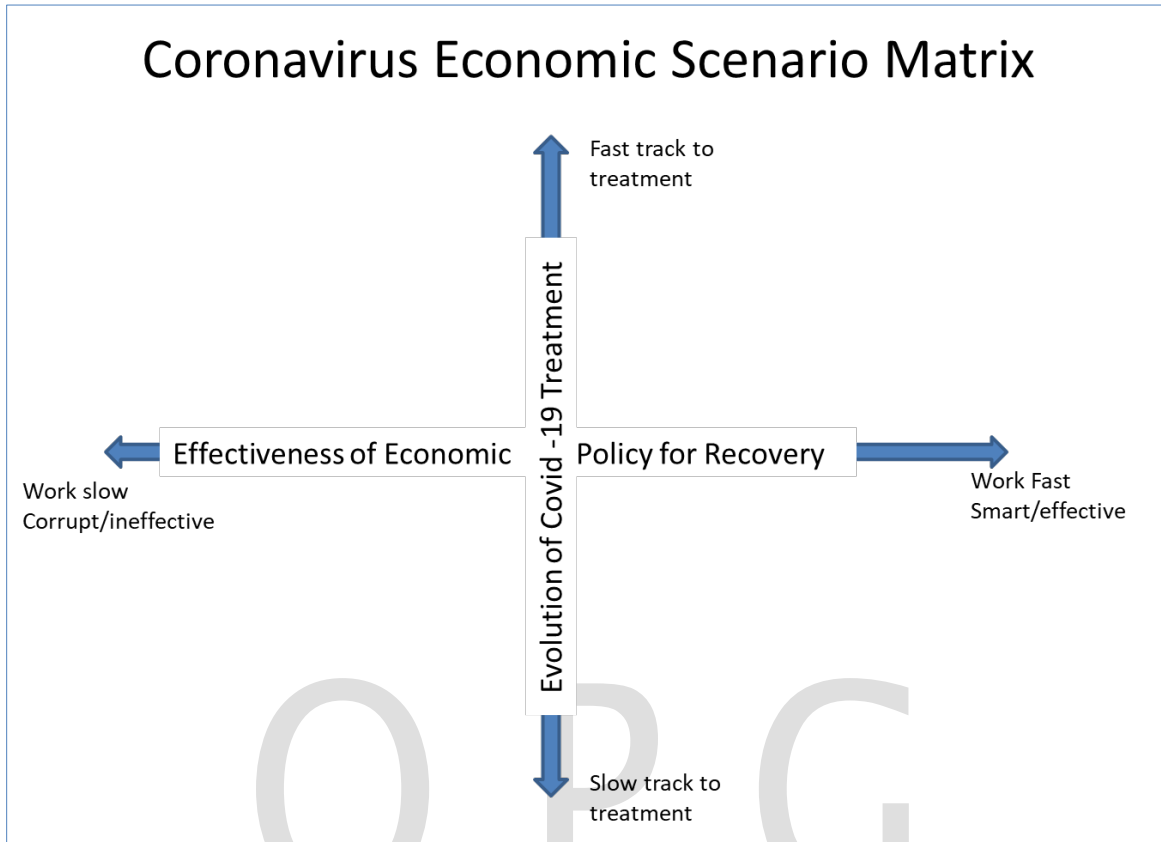 Coronavirus Economic Scenario Matrix
Fast track to
treatment
Evolution of Covid -19 Treatment
Effectiveness of Economic Policy for Recovery
Work slow
Corrupt/ineffective
Work Fast
Smart/effective
Slow track to
treatment
O P G